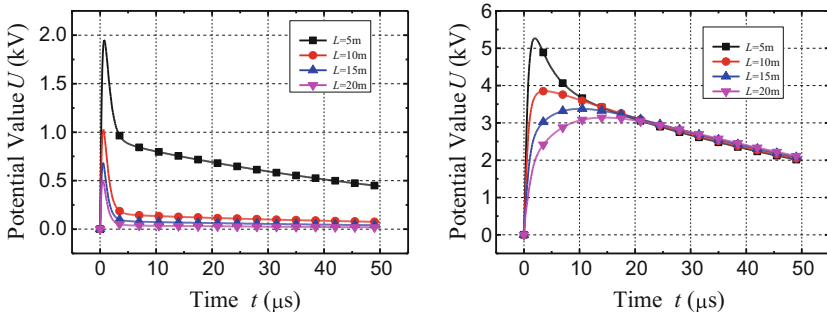 2.0
1.5
1.0
0.5
0.0
Potential Value U (kV)
L=5m
L=10m
L=15m
L=20m
0 10 20 30 40 50
Time t (μs)
6
5
4
3
2
1
0
Potential Value U (kV)
L=5m
L=10m
L=15m
L=20m
0 10 20 30 40 50
Time t (μs)